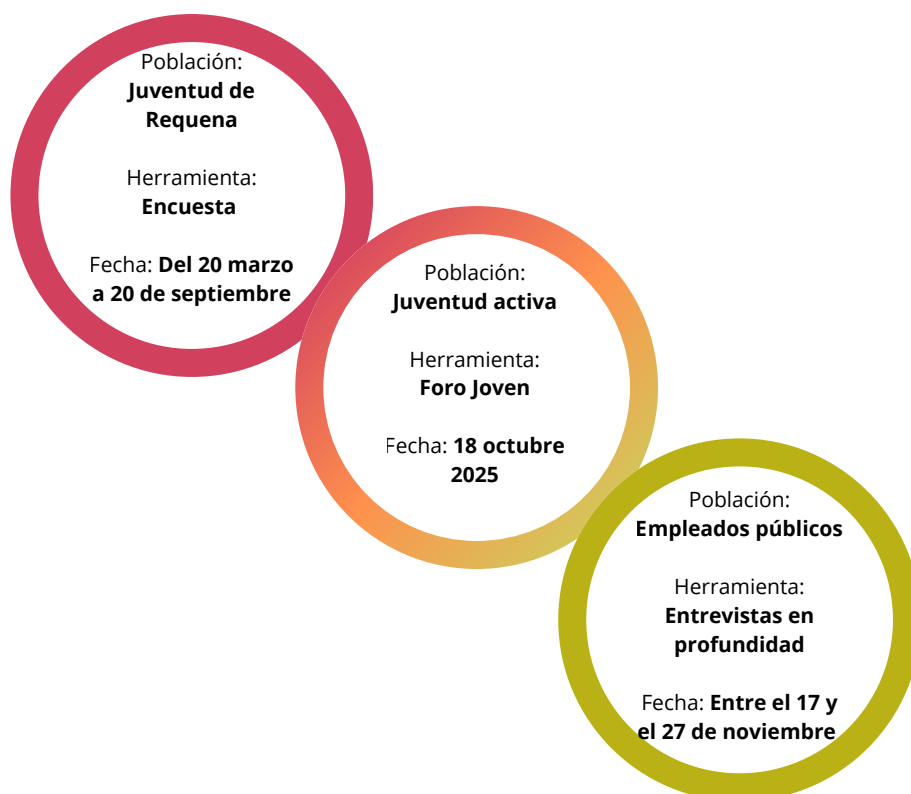 Población:
Juventud de
Requena
Herramienta:
Encuesta
Fecha: Del 20 marzo
a 20 de septiembre
Población:
Juventud activa
Herramienta:
Foro Joven
Fecha: 18 octubre
2025
Población:
Empleados públicos
Herramienta:
Entrevistas en
profundidad
Fecha: Entre el 17 y
el 27 de noviembre